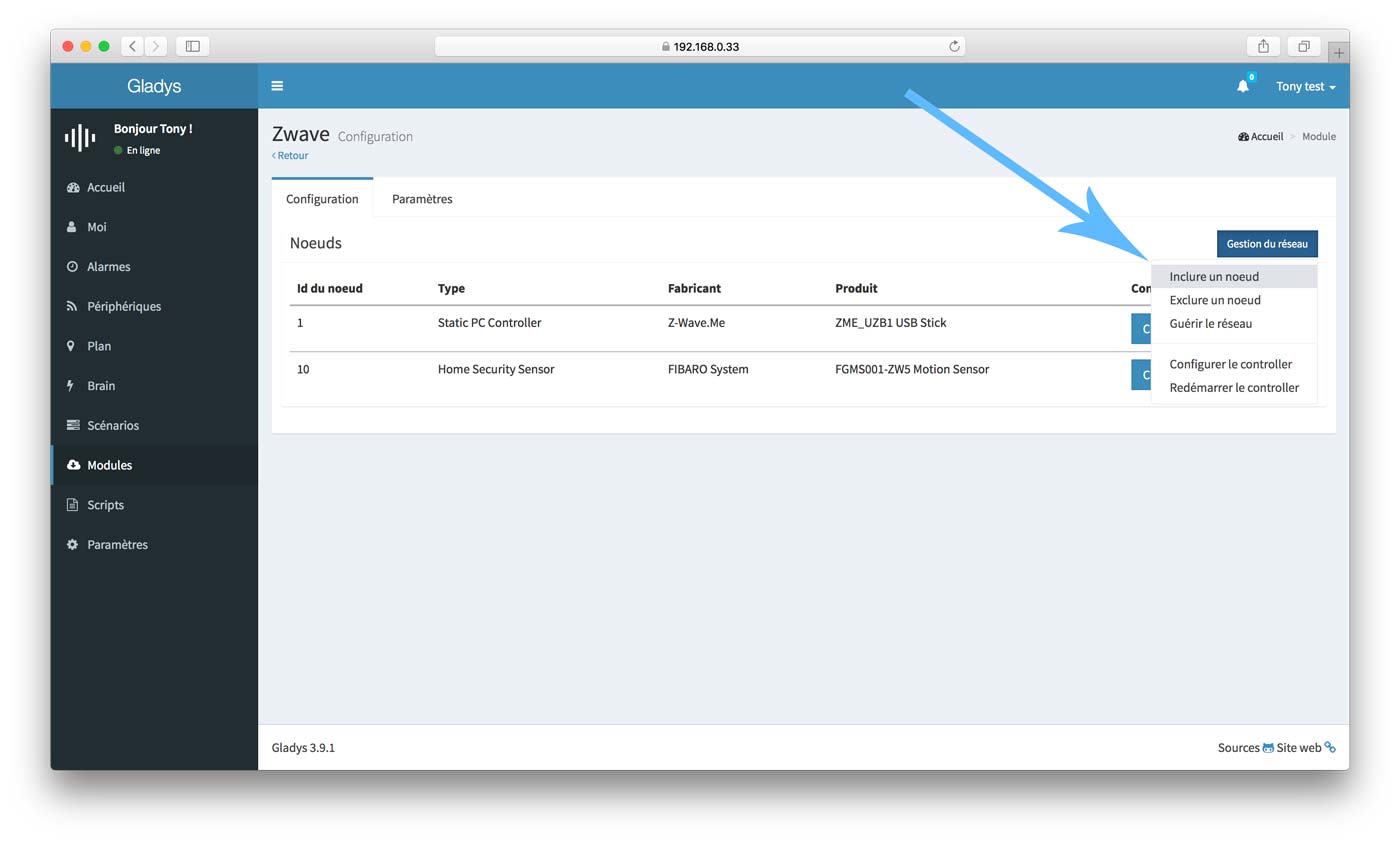 192.168.0.33
Gladys
0
Tony test
Bonjour Tony !
En ligne
Accueil
Moi
Alarmes
Périphériques
Plan
Brain
Scénarios
Modules
Scripts
Paramètres
Zwave Configuration
Retour
Accueil > Module
Configuration Paramètres
Noeuds
Gestion du réseau
Inclure un noeud
Exclure un noeud
Guérir le réseau
Configurer le controller
Redémarrer le controller
Id du noeud Type Fabricant Produit Con
1 Static PC Controller Z-Wave.Me ZME_UZB1 USB Stick C
10 Home Security Sensor FIBARO System FGMS001-ZW5 Motion Sensor C
Gladys 3.9.1
Sources Site web